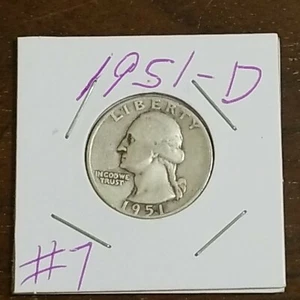 1951-D
LIBERTY
IN GOD WE
TRUST
1951
#7